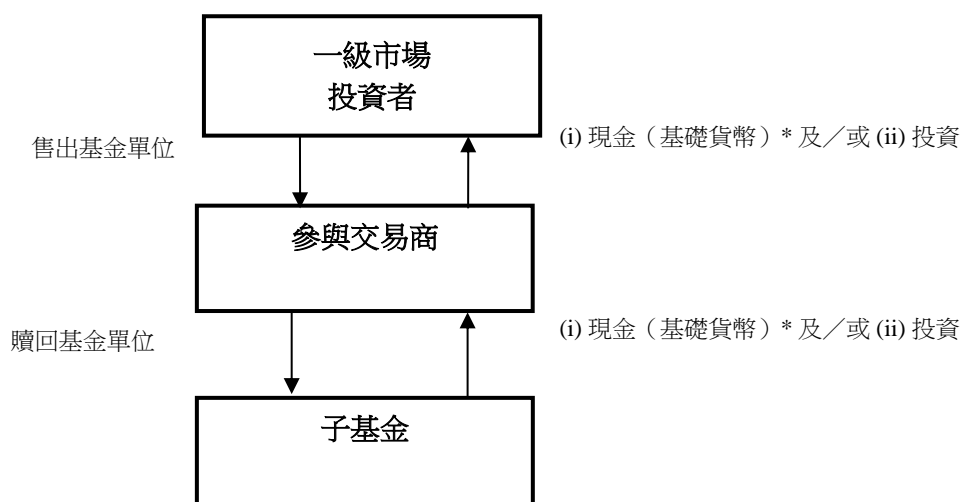 一級市場
投資者
售出基金單位
(i) 現金（基礎貨幣）* 及／或 (ii) 投資
參與交易商
贖回基金單位
(i) 現金（基礎貨幣）* 及／或 (ii) 投資
子基金